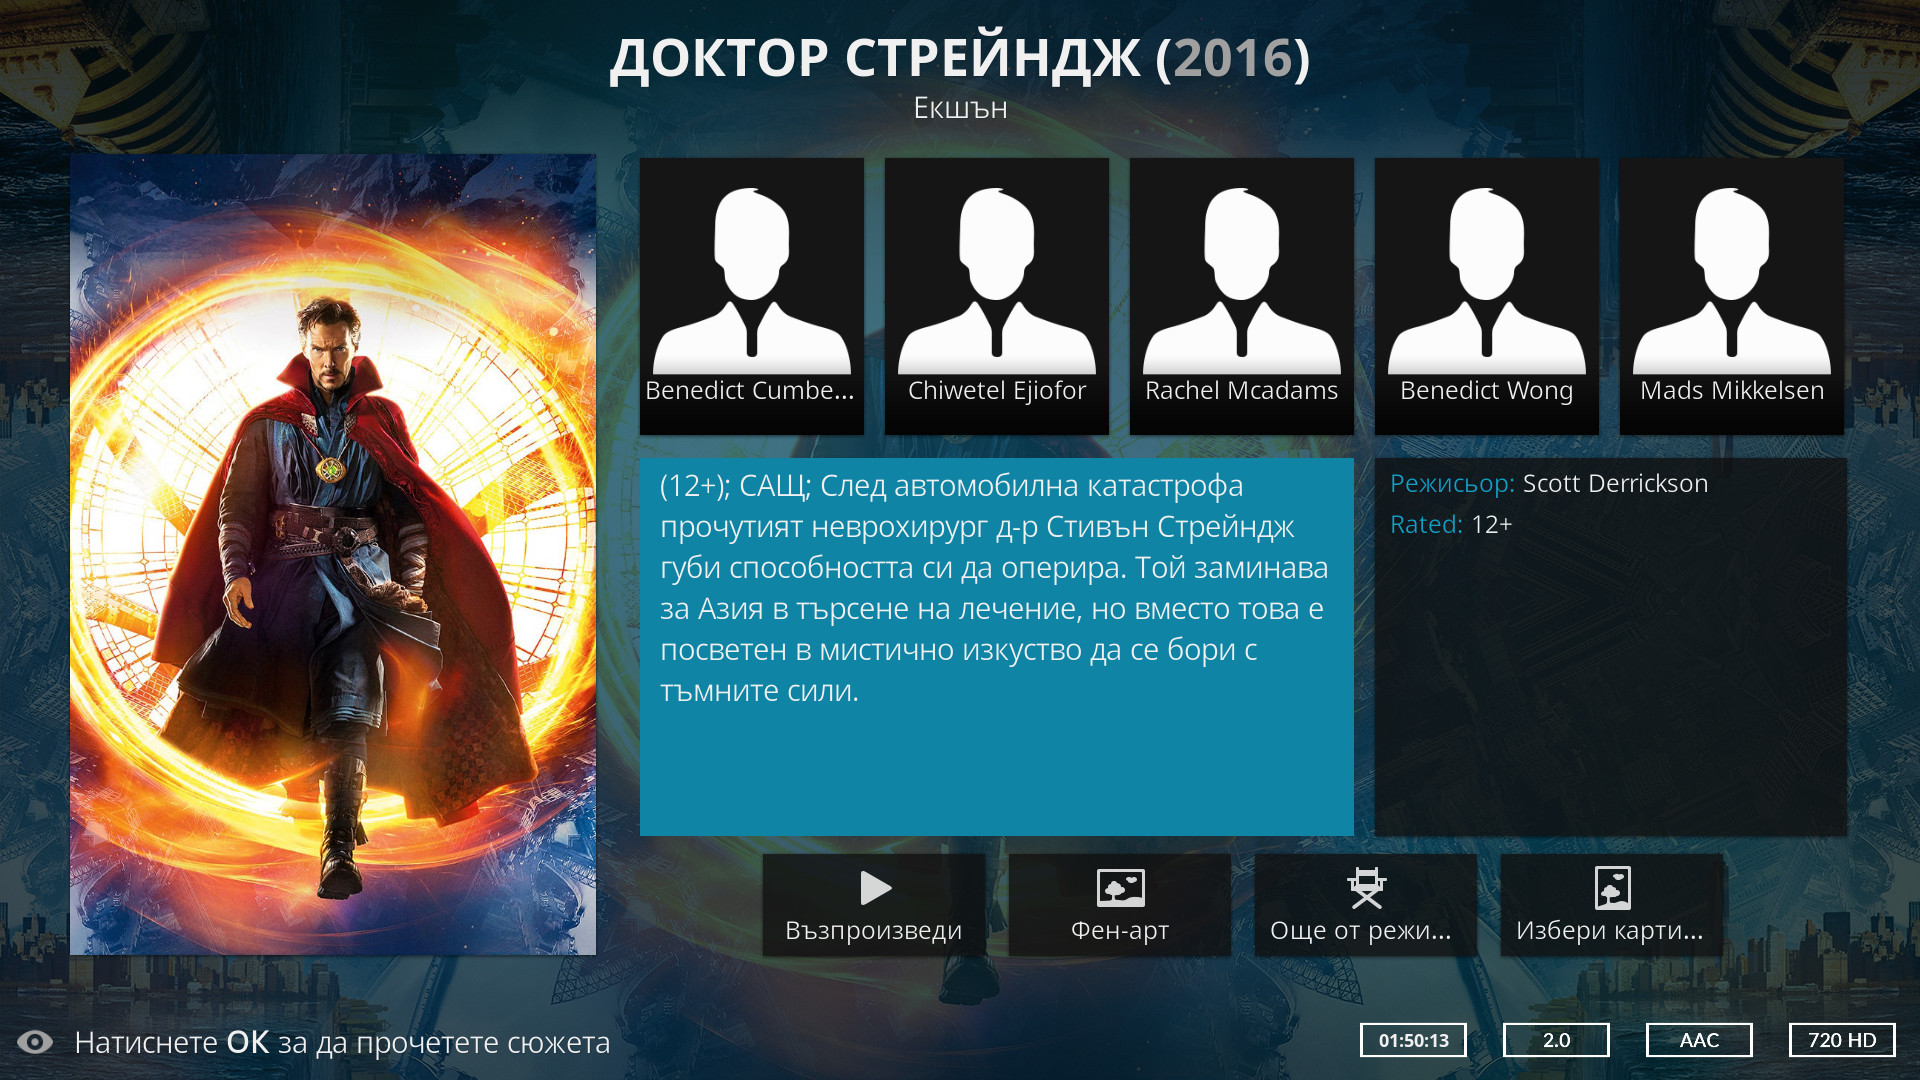 ДОКТОР СТРЕЙНДЖ (2016)
Екшън
Benedict Cumbe...
Chiwetel Ejiofor
Rachel Mcadams
Benedict Wong
Mads Mikkelsen
(12+); САЩ; След автомобилна катастрофа
прочутият неврохирург д-р Стивън Стрейндж
губи способността си да оперира. Той заминава
за Азия в търсене на лечение, но вместо това е
посветен в мистично изкуство да се бори с
тъмните сили.
Режисьор: Scott Derrickson
Rated: 12+
Възпроизведи
Фен-арт
Още от режи...
Избери карти...
Натиснете ОК за да прочетете сюжета
01:50:13
2.0
AAC
720 HD